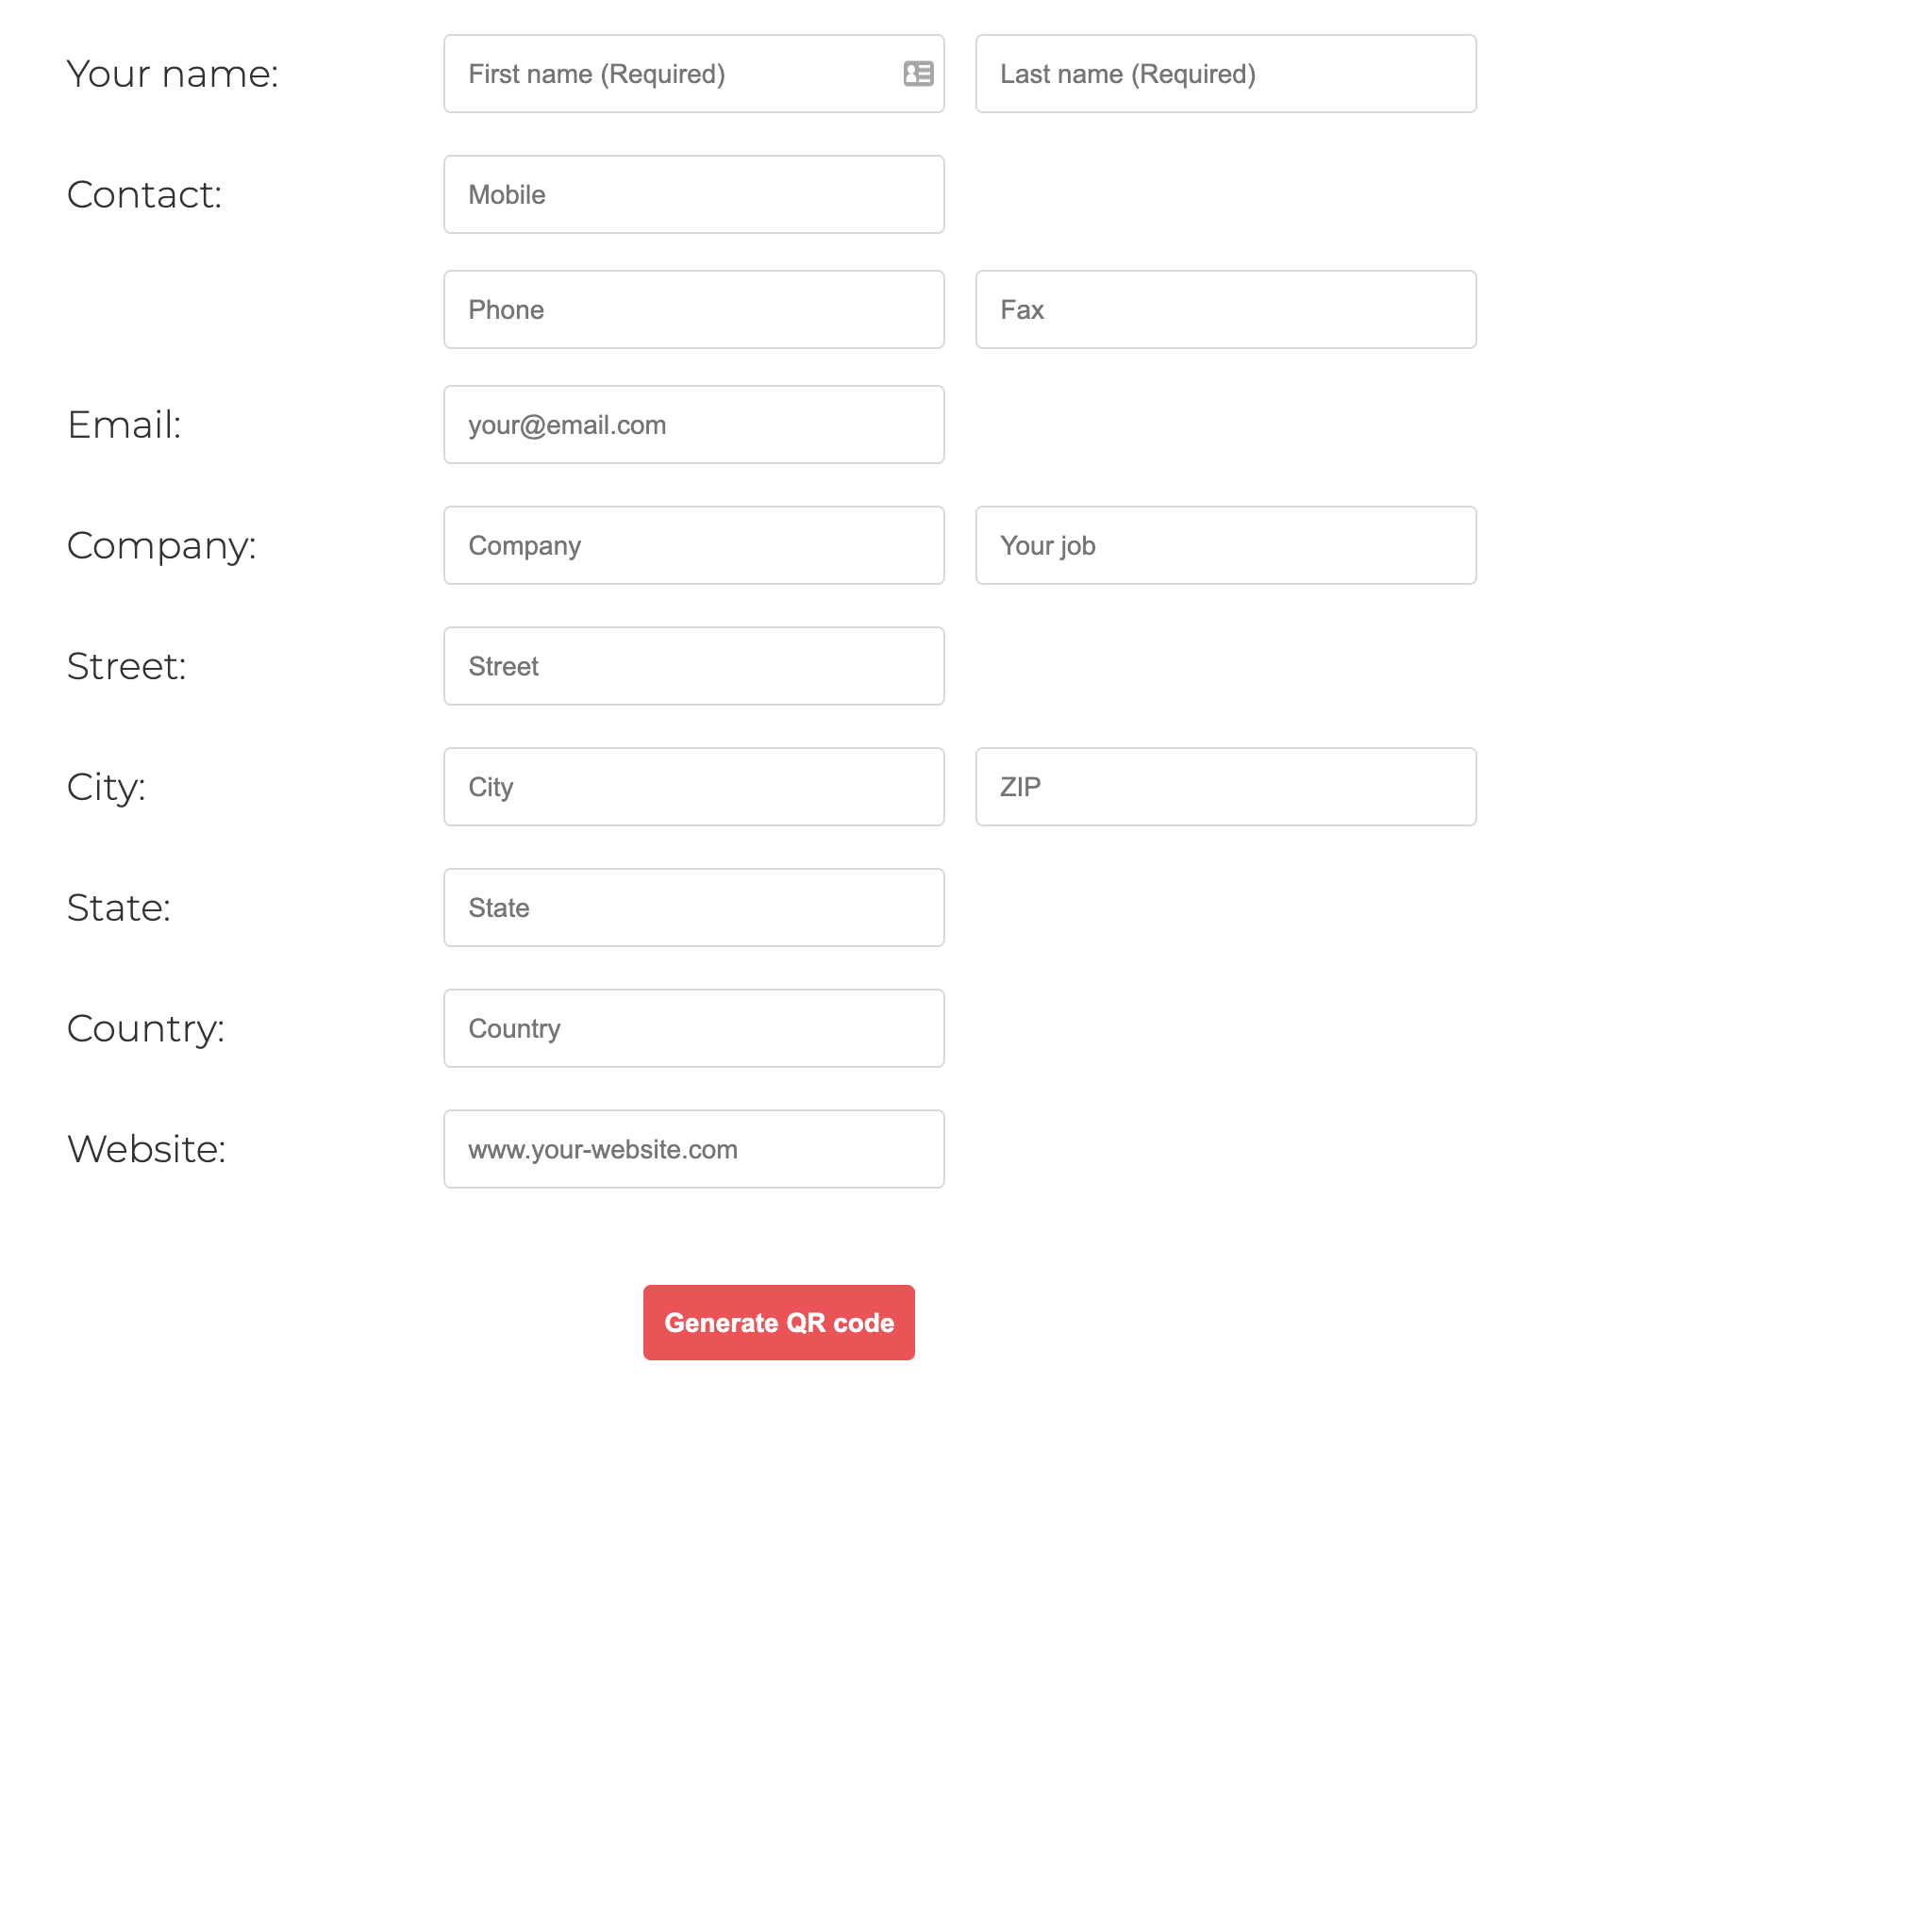 Your name: First name (Required) Last name (Required)
Contact: Mobile
Phone Fax
Email: your@email.com
Company: Company Your job
Street: Street
City: City ZIP
State: State
Country: Country
Website: www.your-website.com
Generate QR code